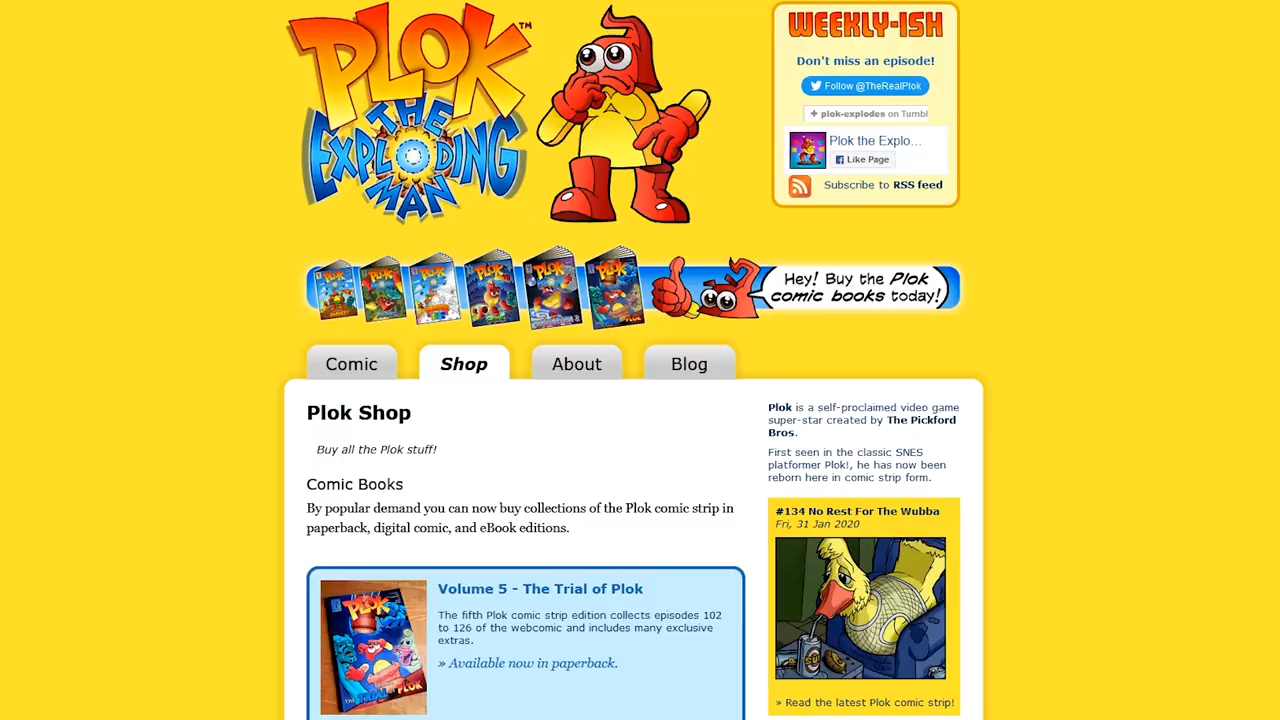 PLOK™
THE
EXPLODING
MAN
WEEKLY-ISH
Don't miss an episode!
Follow @TheRealPlok
+ plok-explodes on Tumbl
Plok the Explo...
Like Page
Subscribe to RSS feed
Hey! Buy the Plok
comic books today!
Comic
Shop
About
Blog
Plok Shop
Buy all the Plok stuff!
Comic Books
By popular demand you can now buy collections of the Plok comic strip in
paperback, digital comic, and eBook editions.
PLOK
THE TRIAL OF PLOK
Volume 5 - The Trial of Plok
The fifth Plok comic strip edition collects episodes 102
to 126 of the webcomic and includes many exclusive
extras.
» Available now in paperback.
Plok is a self-proclaimed video game
super-star created by The Pickford
Bros.
First seen in the classic SNES
platformer Plok!, he has now been
reborn here in comic strip form.
#134 No Rest For The Wubba
Fri, 31 Jan 2020
» Read the latest Plok comic strip!